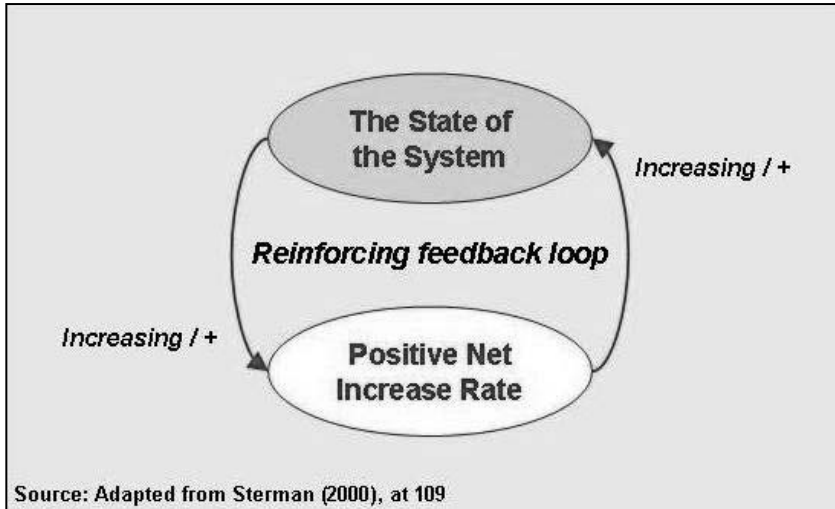 The State of
the System
Increasing / +
Reinforcing feedback loop
Increasing / +
Positive Net
Increase Rate
Source: Adapted from Sterman (2000), at 109